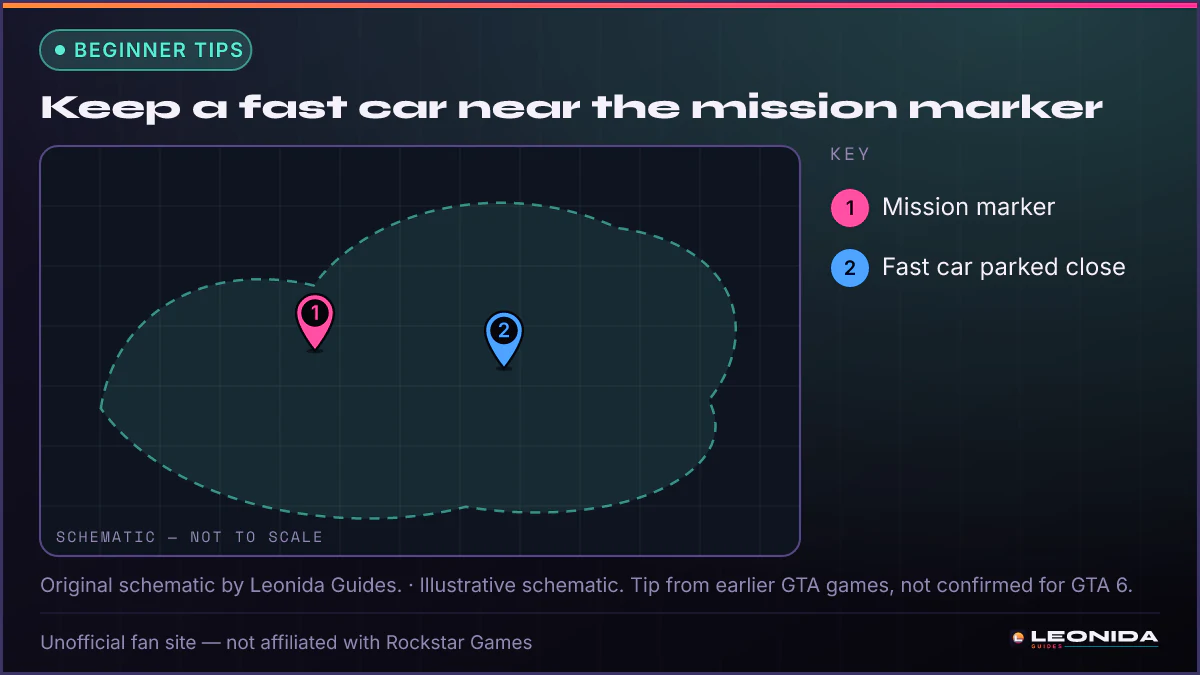 BEGINNER TIPS
Keep a fast car near the mission marker
KEY
1 Mission marker
2 Fast car parked close
1
2
SCHEMATIC — NOT TO SCALE
Original schematic by Leonida Guides. · Illustrative schematic. Tip from earlier GTA games, not confirmed for GTA 6.
Unofficial fan site — not affiliated with Rockstar Games
LEONIDA
GUIDES